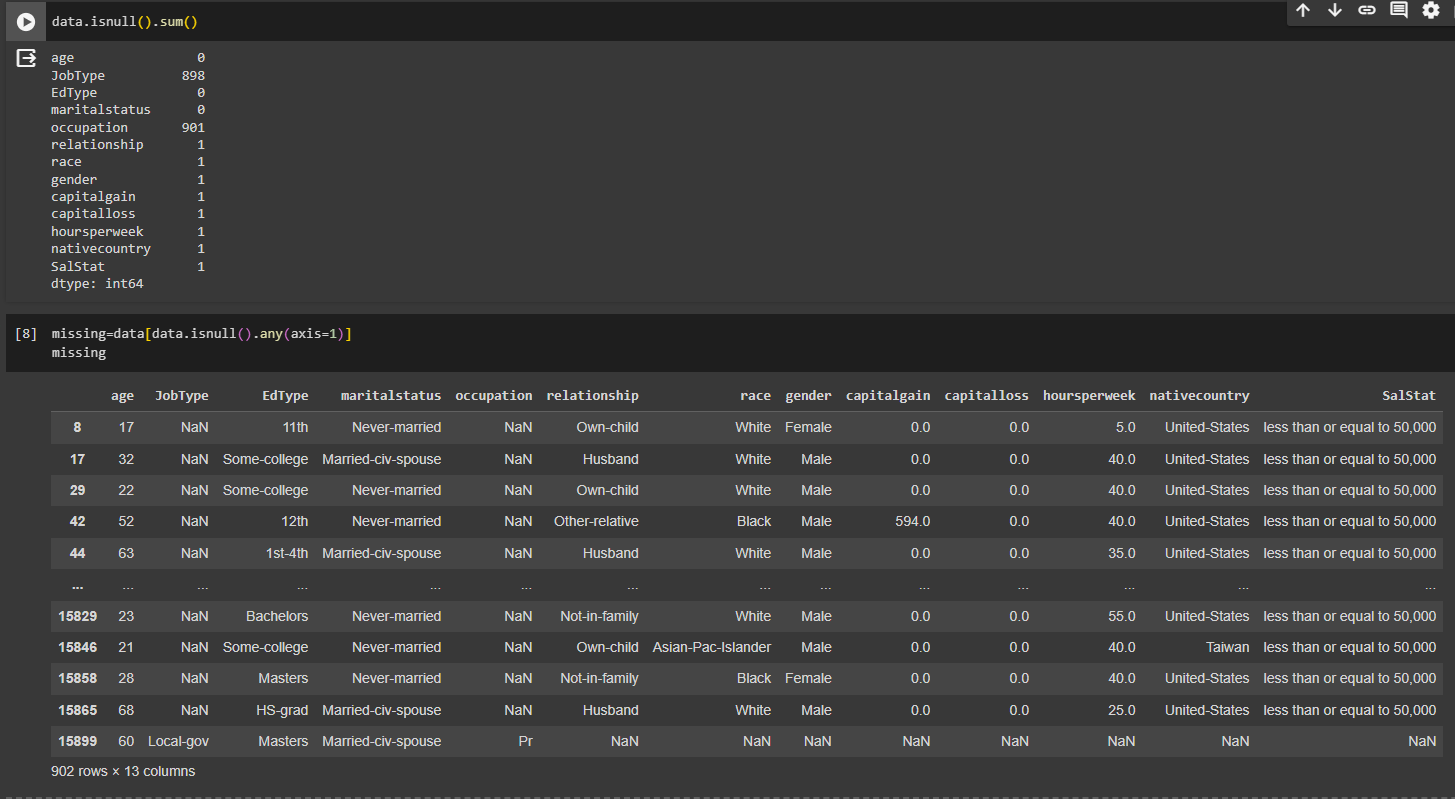 data.isnull().sum()
age 0
JobType 898
EdType 0
maritalstatus 0
occupation 901
relationship 1
race 1
gender 1
capitalgain 1
capitalloss 1
hoursperweek 1
nativecountry 1
SalStat 1
dtype: int64
[8] missing=data[data.isnull().any(axis=1)]
missing
age JobType EdType maritalstatus occupation relationship race gender capitalgain capitalloss hoursperweek nativecountry SalStat
8 17 NaN 11th Never-married NaN Own-child White Female 0.0 0.0 5.0 United-States less than or equal to 50,000
17 32 NaN Some-college Married-civ-spouse NaN Husband White Male 0.0 0.0 40.0 United-States less than or equal to 50,000
29 22 NaN Some-college Never-married NaN Own-child White Male 0.0 0.0 40.0 United-States less than or equal to 50,000
42 52 NaN 12th Never-married NaN Other-relative Black Male 594.0 0.0 40.0 United-States less than or equal to 50,000
44 63 NaN 1st-4th Married-civ-spouse NaN Husband White Male 0.0 0.0 35.0 United-States less than or equal to 50,000
... ... ... ... ... ... ... ... ... ... ... ... ... ...
15829 23 NaN Bachelors Never-married NaN Not-in-family White Male 0.0 0.0 55.0 United-States less than or equal to 50,000
15846 21 NaN Some-college Never-married NaN Own-child Asian-Pac-Islander Male 0.0 0.0 40.0 Taiwan less than or equal to 50,000
15858 28 NaN Masters Never-married NaN Not-in-family Black Female 0.0 0.0 40.0 United-States less than or equal to 50,000
15865 68 NaN HS-grad Married-civ-spouse NaN Husband White Male 0.0 0.0 25.0 United-States less than or equal to 50,000
15899 60 Local-gov Masters Married-civ-spouse Pr NaN NaN NaN NaN NaN NaN NaN NaN
902 rows × 13 columns